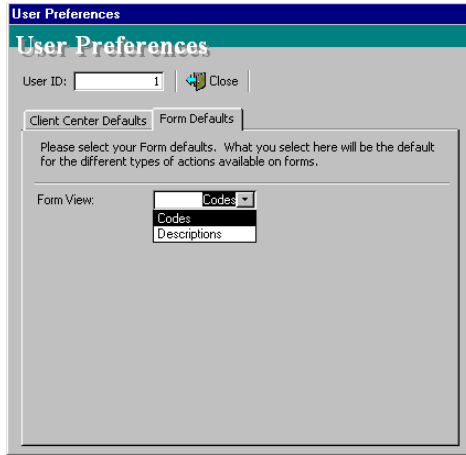 User Preferences
User Preferences
User ID: 1 Close
Client Center Defaults Form Defaults
Please select your Form defaults. What you select here will be the default
for the different types of actions available on forms.
Form View: Codes
Codes
Descriptions